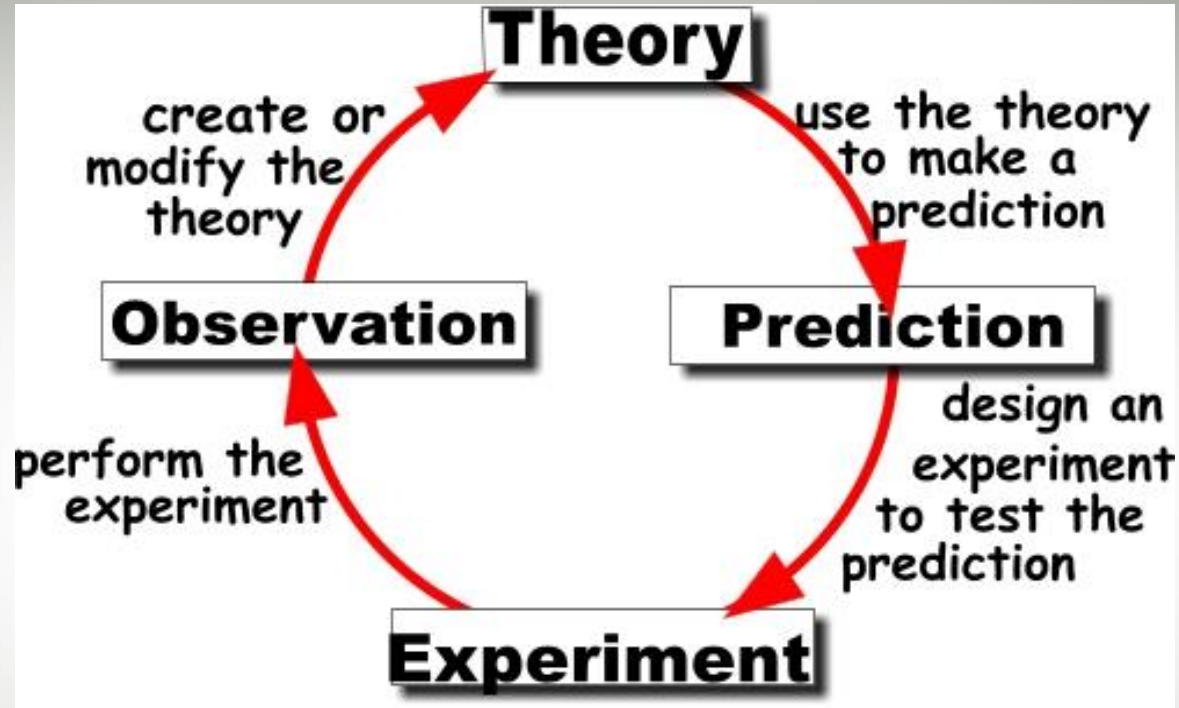 Theory
use the theory
to make a
prediction
Prediction
design an
experiment
to test the
prediction
Experiment
perform the
experiment
Observation
create or
modify the
theory